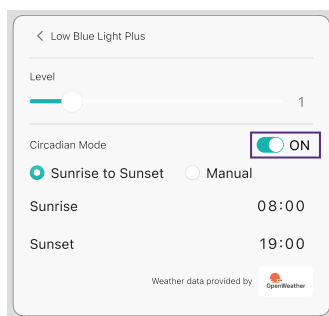 Low Blue Light Plus
Level
1
Circadian Mode ON
Sunrise to Sunset Manual
Sunrise 08:00
Sunset 19:00
Weather data provided by OpenWeather